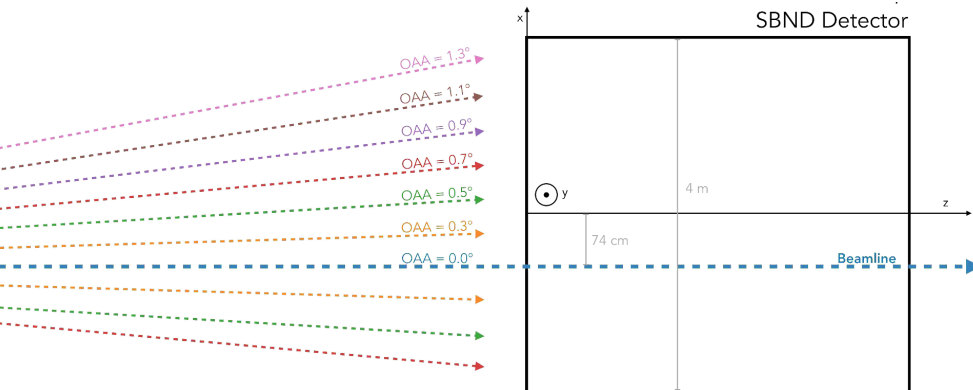 SBND Detector
x
OAA = 1.3°
OAA = 1.1°
OAA = 0.9°
OAA = 0.7°
OAA = 0.5°
y
4 m
z
OAA = 0.3°
74 cm
OAA = 0.0°
Beamline